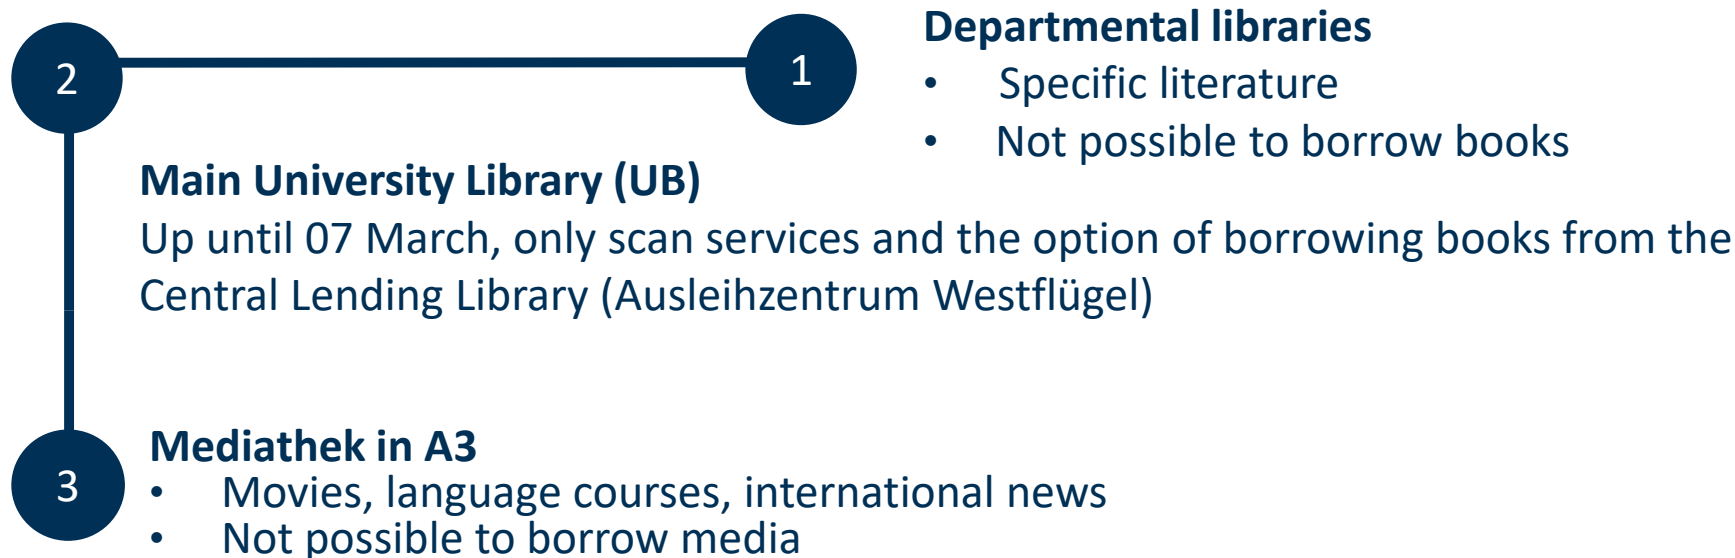 1
Departmental libraries
• Specific literature
• Not possible to borrow books
2
Main University Library (UB)
Up until 07 March, only scan services and the option of borrowing books from the
Central Lending Library (Ausleihzentrum Westflügel)
3
Mediathek in A3
• Movies, language courses, international news
• Not possible to borrow media